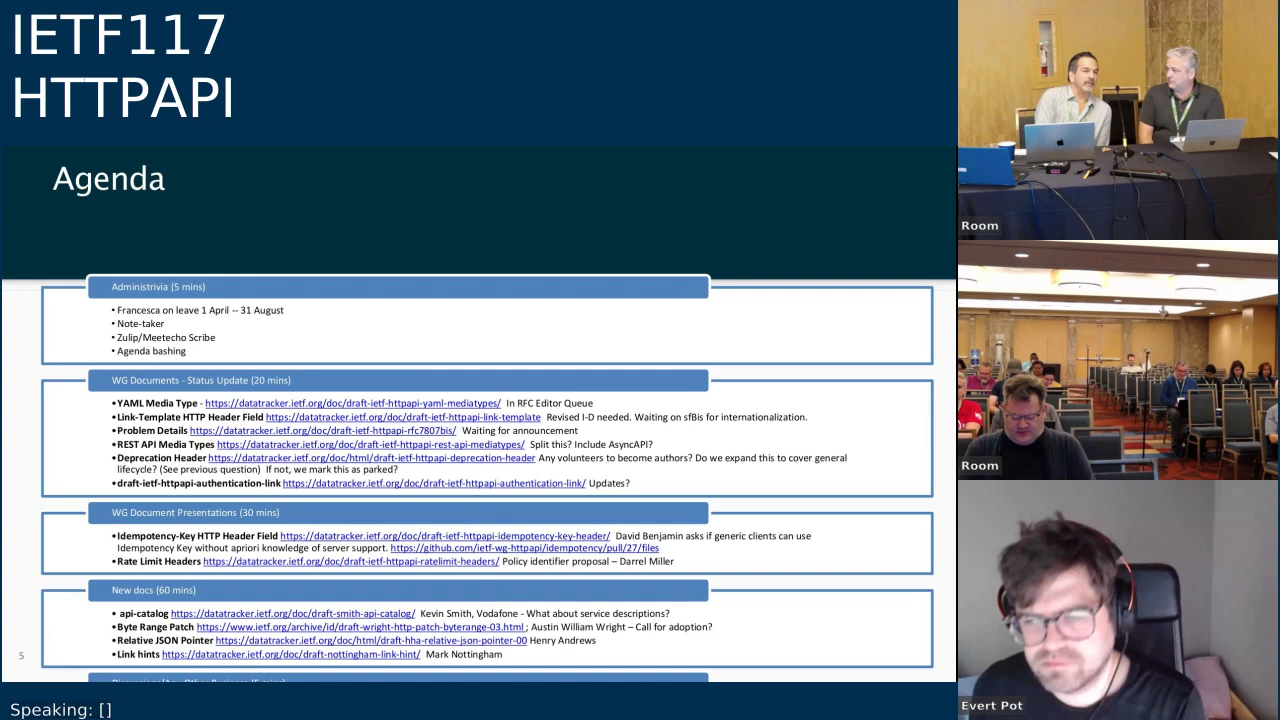 IETF117
HTTPAPI
Agenda
Administrivia (5 mins)
• Francesca on leave 1 April -- 31 August
• Note-taker
• Zulip/Meetecho Scribe
• Agenda bashing
WG Documents - Status Update (20 mins)
•YAML Media Type - https://datatracker.ietf.org/doc/draft-ietf-httpapi-yaml-mediatypes/ In RFC Editor Queue
•Link-Template HTTP Header Field https://datatracker.ietf.org/doc/draft-ietf-httpapi-link-template Revised I-D needed. Waiting on sfBis for internationalization.
•Problem Details https://datatracker.ietf.org/doc/draft-ietf-httpapi-rfc7807bis/ Waiting for announcement
•REST API Media Types https://datatracker.ietf.org/doc/draft-ietf-httpapi-rest-api-mediatypes/ Split this? Include AsyncAPI?
•Deprecation Header https://datatracker.ietf.org/doc/html/draft-ietf-httpapi-deprecation-header Any volunteers to become authors? Do we expand this to cover general
lifecycle? (See previous question) If not, we mark this as parked?
•draft-ietf-httpapi-authentication-link https://datatracker.ietf.org/doc/draft-ietf-httpapi-authentication-link/ Updates?
WG Document Presentations (30 mins)
•Idempotency-Key HTTP Header Field https://datatracker.ietf.org/doc/draft-ietf-httpapi-idempotency-key-header/ David Benjamin asks if generic clients can use
Idempotency Key without apriori knowledge of server support. https://github.com/ietf-wg-httpapi/idempotency/pull/27/files
•Rate Limit Headers https://datatracker.ietf.org/doc/draft-ietf-httpapi-ratelimit-headers/ Policy identifier proposal – Darrel Miller
New docs (60 mins)
• api-catalog https://datatracker.ietf.org/doc/draft-smith-api-catalog/ Kevin Smith, Vodafone - What about service descriptions?
•Byte Range Patch https://www.ietf.org/archive/id/draft-wright-http-patch-byterange-03.html ; Austin William Wright – Call for adoption?
•Relative JSON Pointer https://datatracker.ietf.org/doc/html/draft-hha-relative-json-pointer-00 Henry Andrews
•Link hints https://datatracker.ietf.org/doc/draft-nottingham-link-hint/ Mark Nottingham
5
Speaking: []
Room
Room
Evert Pot